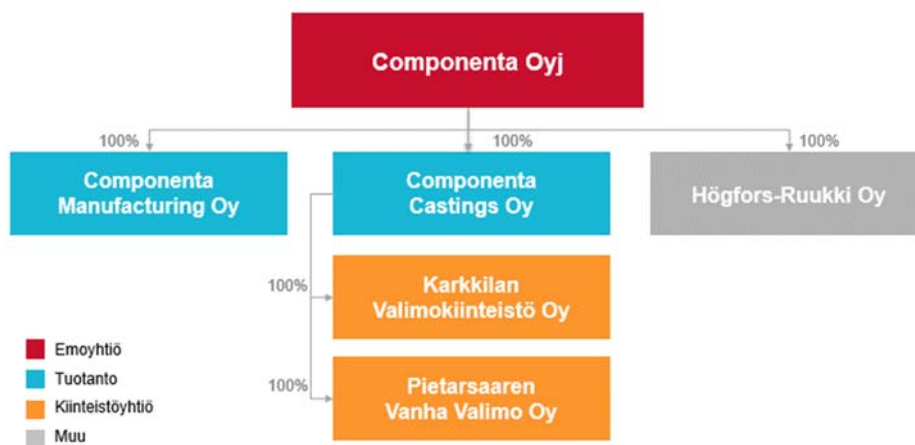 Componenta Oyj
100%
100%
100%
Componenta
Manufacturing Oy
Componenta
Castings Oy
Högfors-Ruukki Oy
100%
Karkkilan
Valimokiinteistö Oy
100%
Pietarsaaren
Vanha Valimo Oy
Emoyhtiö
Tuotanto
Kiinteistöyhtiö
Muu